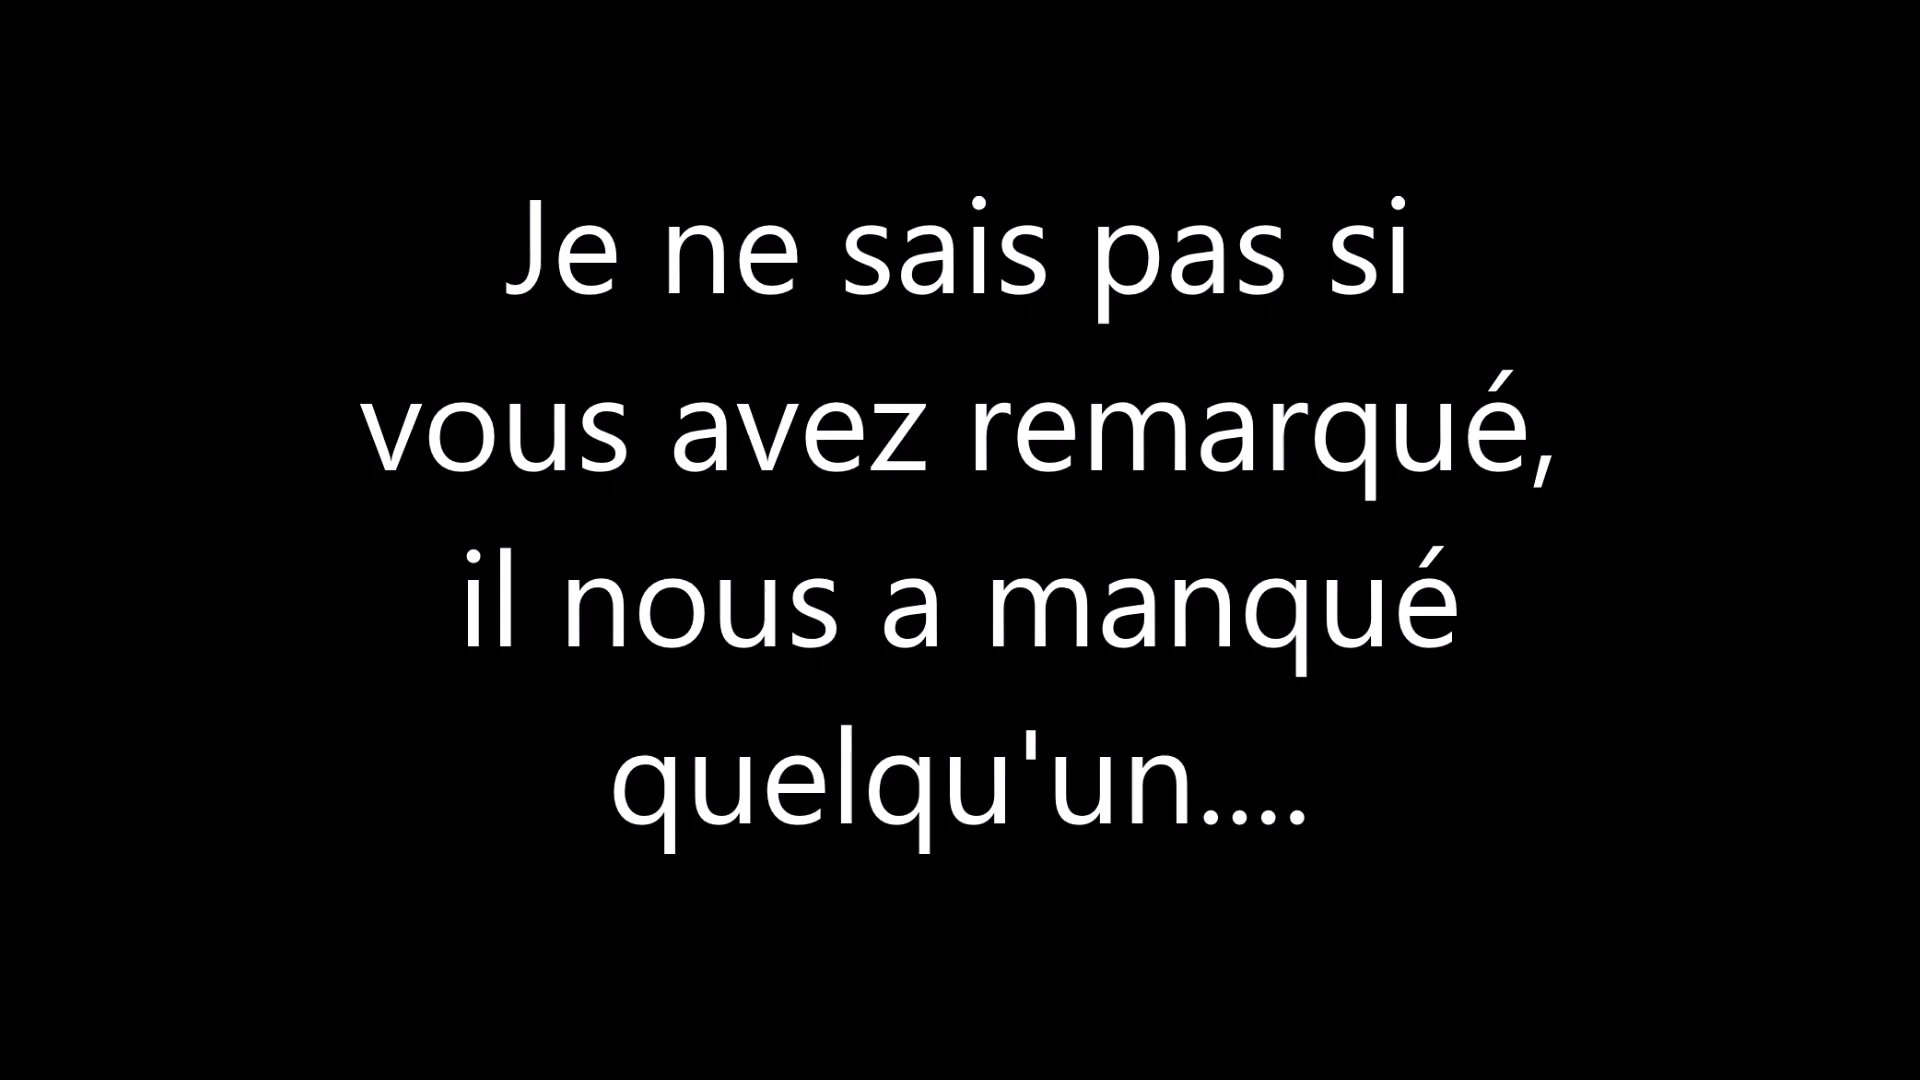 Je ne sais pas si
vous avez remarqué,
il nous a manqué
quelqu'un....